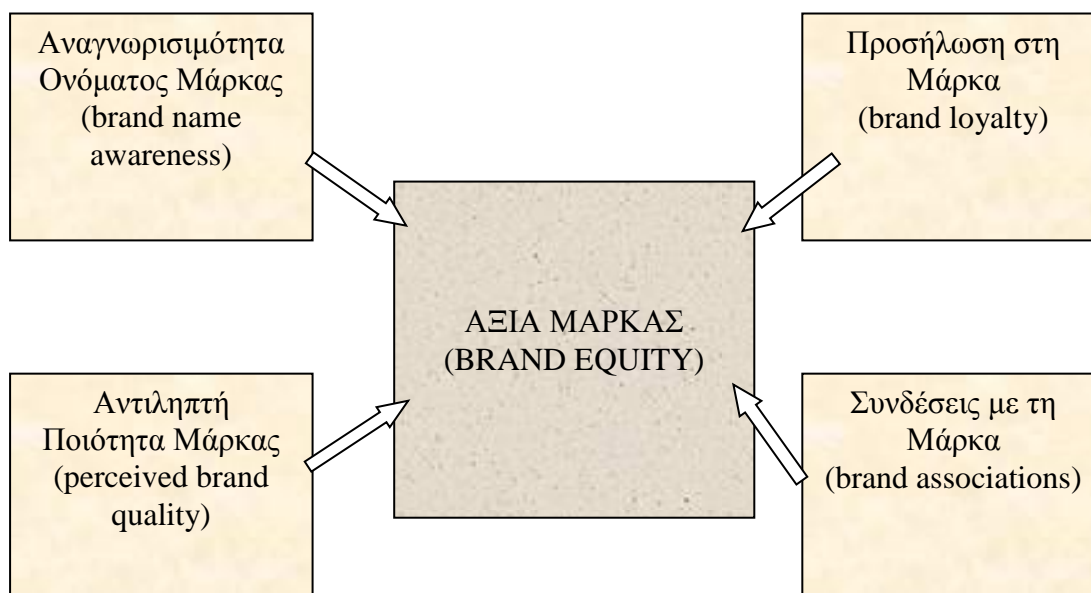 Αναγνωρισιμότητα
Ονόματος Μάρκας
(brand name
awareness)
Προσήλωση στη
Μάρκα
(brand loyalty)
ΑΞΙΑ ΜΑΡΚΑΣ
(BRAND EQUITY)
Αντιληπτή
Ποιότητα Μάρκας
(perceived brand
quality)
Συνδέσεις με τη
Μάρκα
(brand associations)